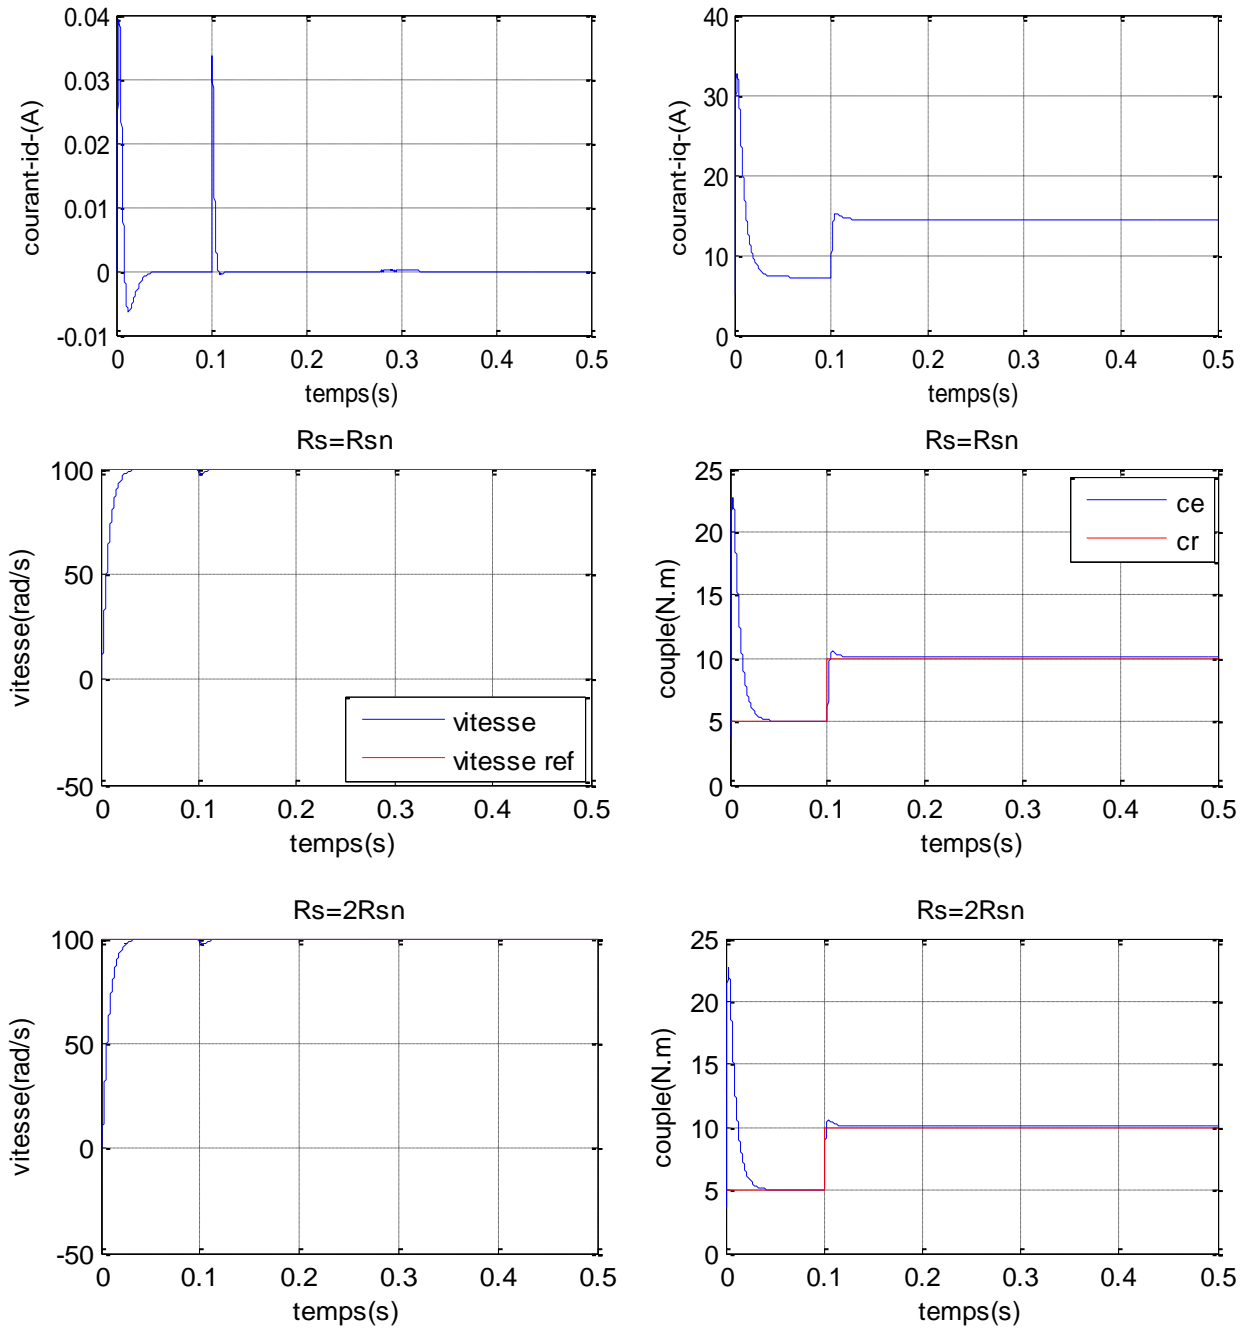 0.04
0.03
0.02
0.01
0
-0.01
courant-id-(A)
0 0.1 0.2 0.3 0.4 0.5
temps(s)
40
30
20
10
0
courant-iq-(A)
0 0.1 0.2 0.3 0.4 0.5
temps(s)
Rs=Rsn
100
50
0
-50
vitesse(rad/s)
vitesse
vitesse ref
0 0.1 0.2 0.3 0.4 0.5
temps(s)
Rs=Rsn
25
20
15
10
5
0
couple(N.m)
ce
cr
0 0.1 0.2 0.3 0.4 0.5
temps(s)
Rs=2Rsn
100
50
0
-50
vitesse(rad/s)
0 0.1 0.2 0.3 0.4 0.5
temps(s)
Rs=2Rsn
25
20
15
10
5
0
couple(N.m)
0 0.1 0.2 0.3 0.4 0.5
temps(s)